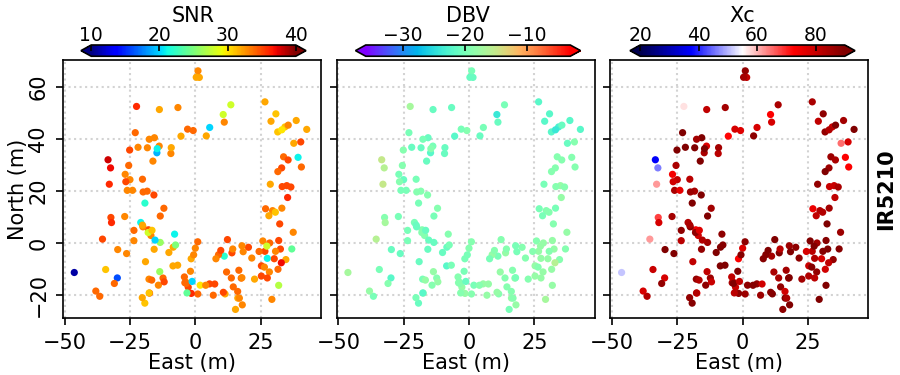 SNR DBV Xc
10 20 30 40 −30 −20 −10 20 40 60 80
60
40
20
0
−20
North (m)
IR5210
−50 −25 0 25 −50 −25 0 25 −50 −25 0 25
East (m) East (m) East (m)